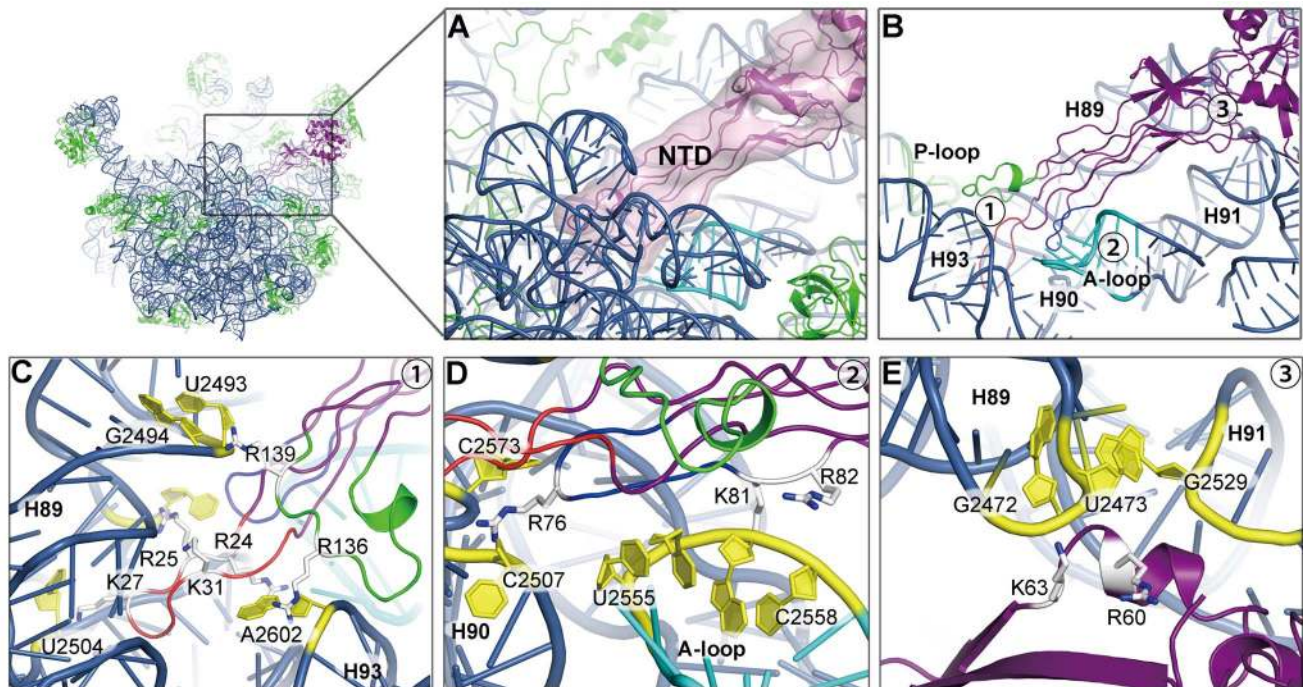 A
NTD
B
H89
3
P-loop
1
H91
2
H93
A-loop
H90
C
1
U2493
G2494
R139
H89
R24
R136
R25
K27
K31
U2504
A2602
H93
D
2
C2573
R82
K81
R76
C2507
U2555
C2558
H90
A-loop
E
3
H89
H91
G2529
G2472
U2473
K63
R60